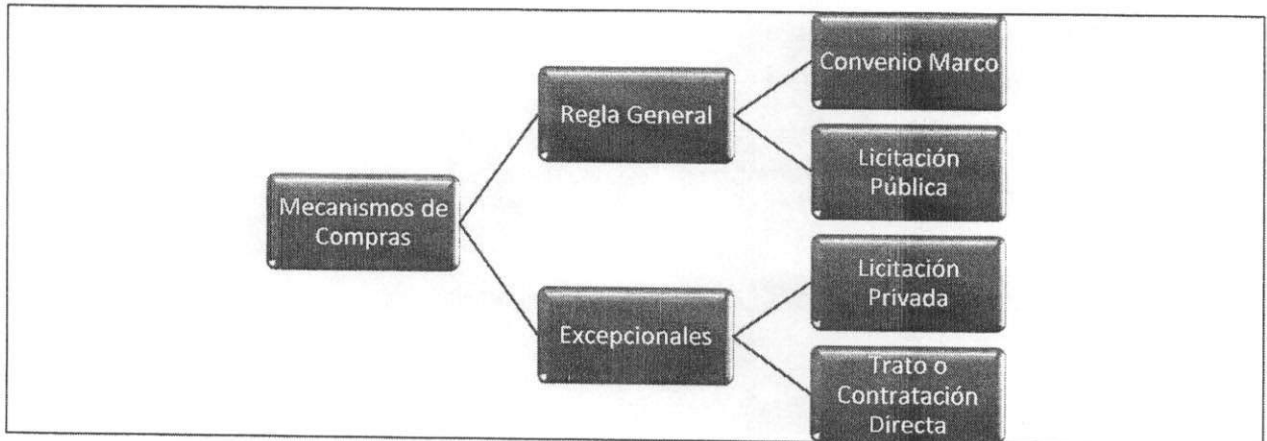 Mecanismos de
Compras
Regla General
Convenio Marco
Licitación
Pública
Excepcionales
Licitación
Privada
Trato o
Contratación
Directa